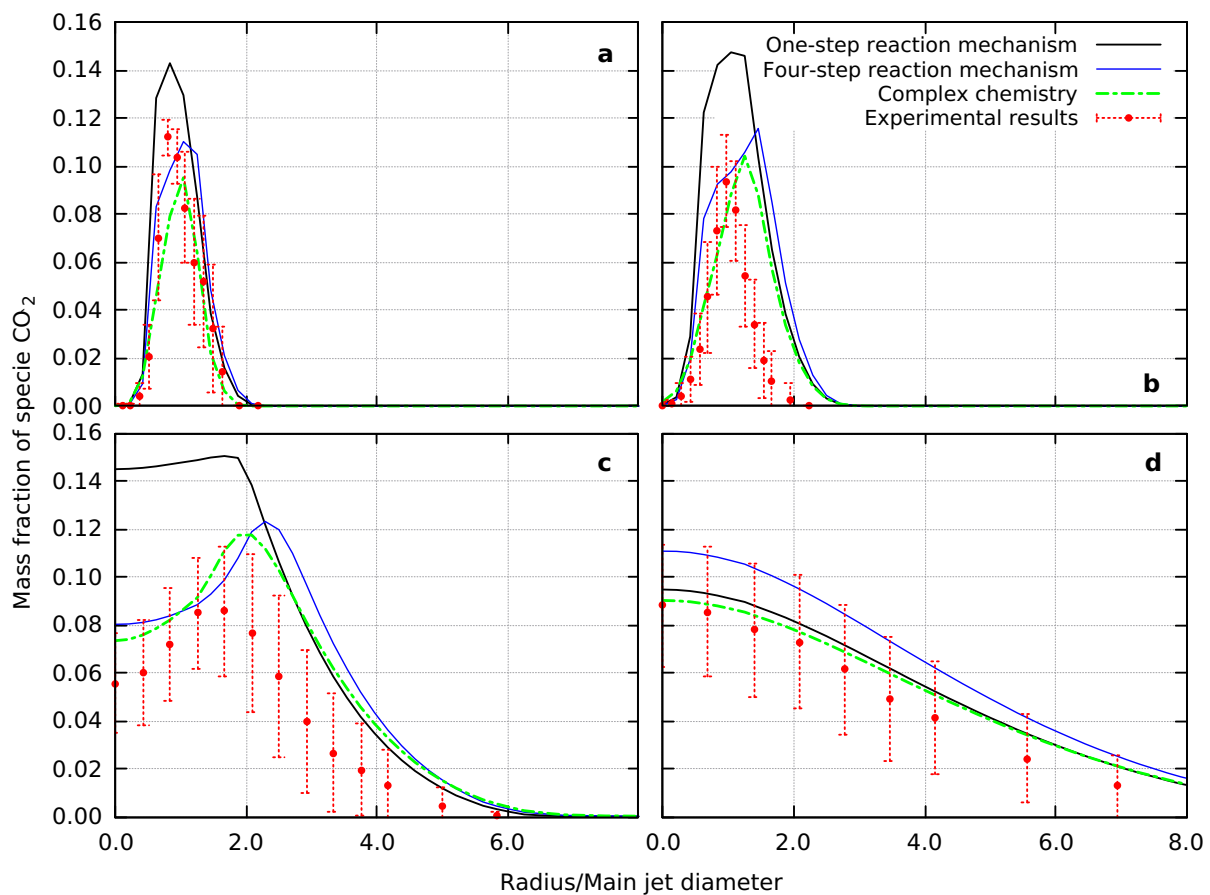 0.16
0.14
0.12
0.10
0.08
0.06
0.04
0.02
0.00
a
One-step reaction mechanism
Four-step reaction mechanism
Complex chemistry
Experimental results
b
Mass fraction of specie CO₂
0.16
0.14
0.12
0.10
0.08
0.06
0.04
0.02
0.00
c
d
0.0 2.0 4.0 6.0 0.0 2.0 4.0 6.0 8.0
Radius/Main jet diameter